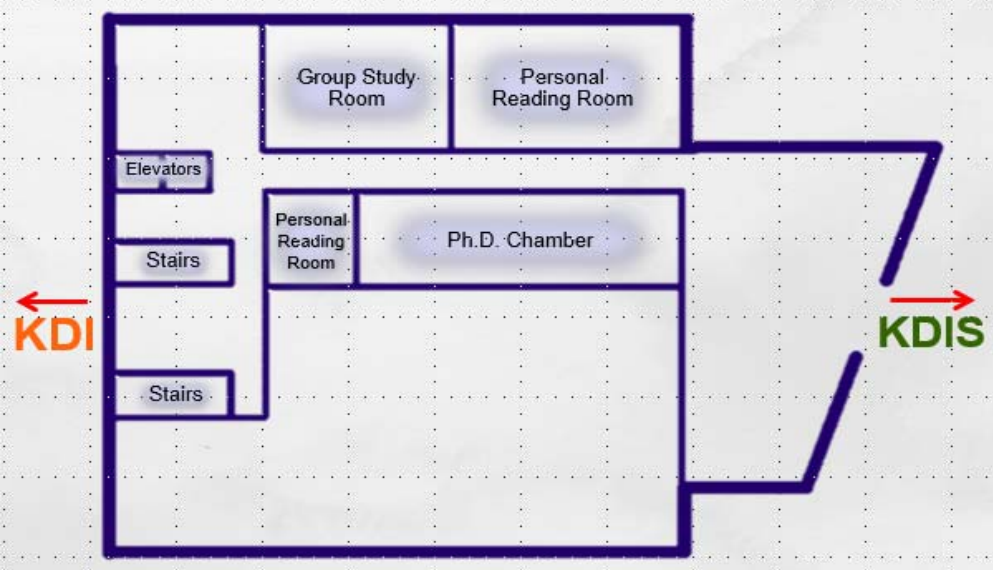 Group Study
Room
Personal
Reading Room
Elevators
Personal
Reading
Room
Ph.D. Chamber
Stairs
KDI
KDIS
Stairs